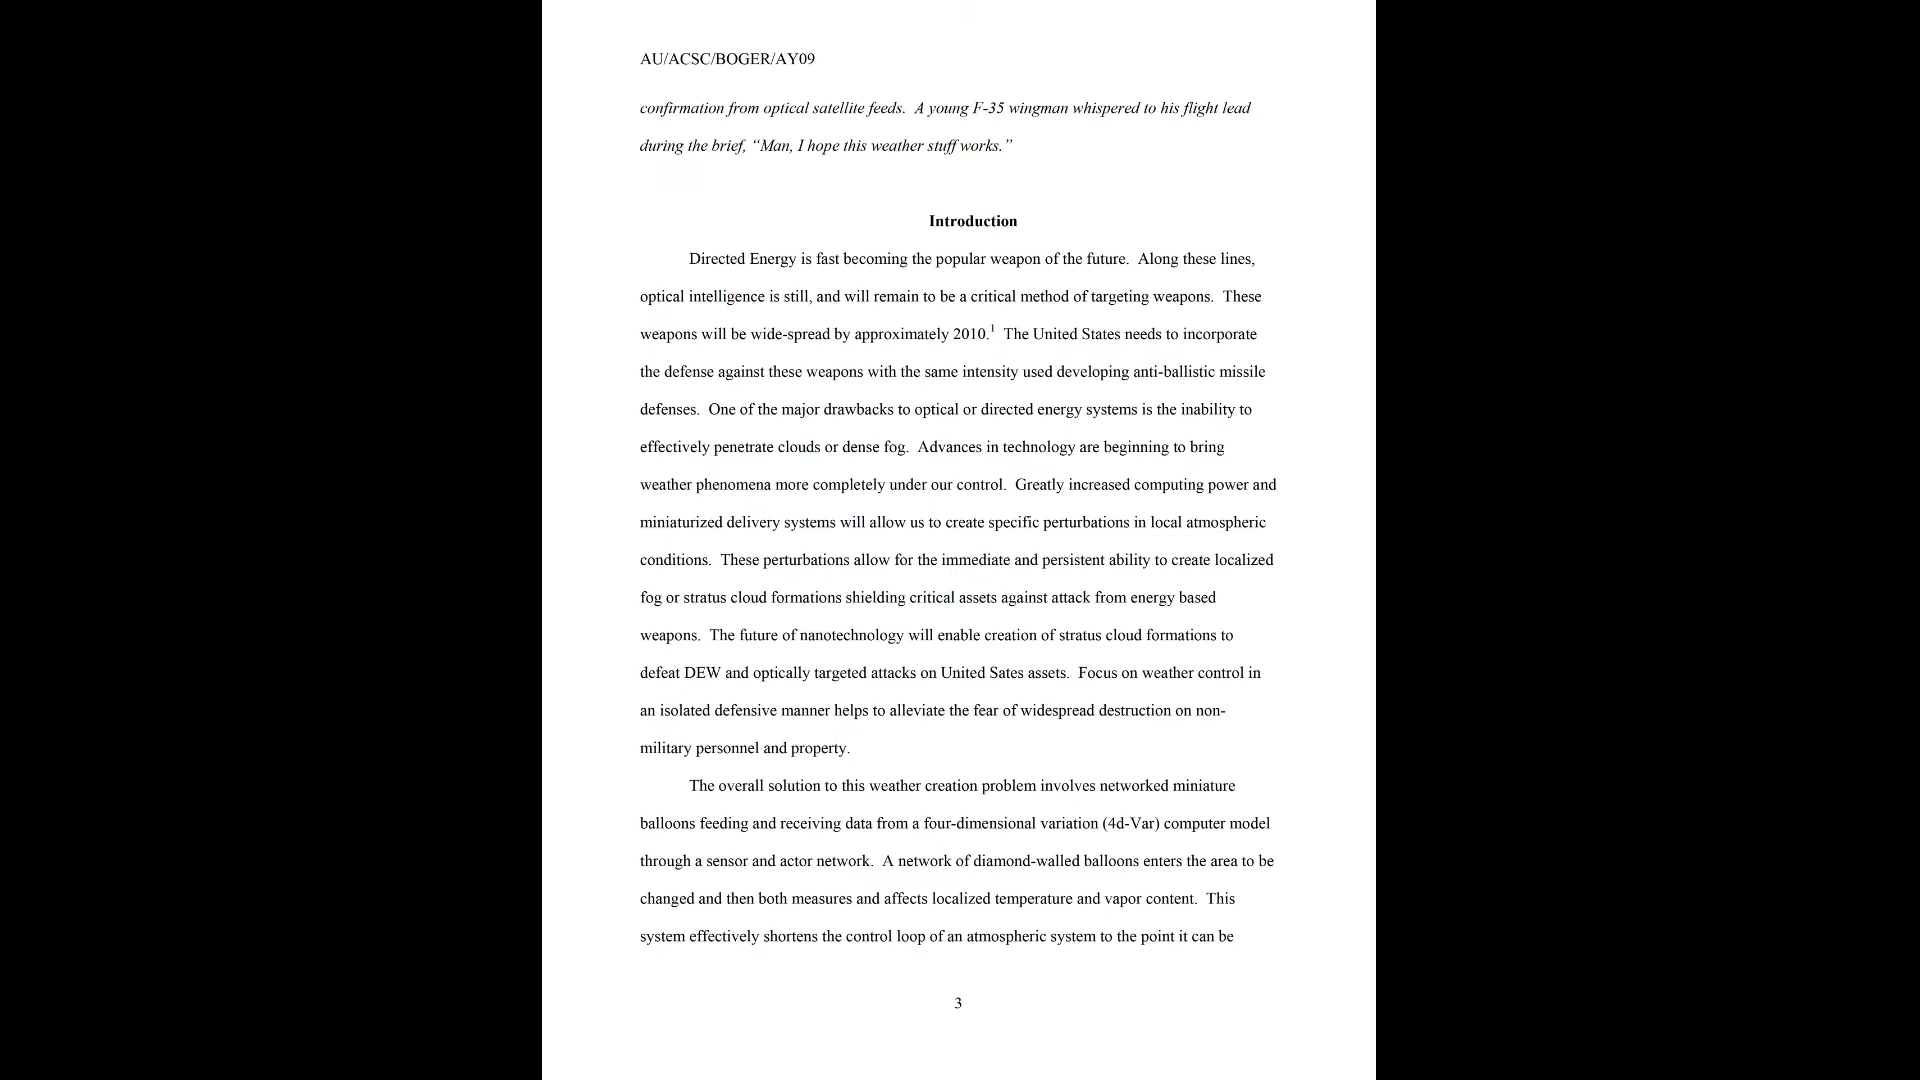 AU/ACSC/BOGER/AY09
confirmation from optical satellite feeds.  A young F-35 wingman whispered to his flight lead
during the brief, “Man, I hope this weather stuff works.”
Introduction
Directed Energy is fast becoming the popular weapon of the future.  Along these lines,
optical intelligence is still, and will remain to be a critical method of targeting weapons.  These
weapons will be wide-spread by approximately 2010.1  The United States needs to incorporate
the defense against these weapons with the same intensity used developing anti-ballistic missile
defenses.  One of the major drawbacks to optical or directed energy systems is the inability to
effectively penetrate clouds or dense fog.  Advances in technology are beginning to bring
weather phenomena more completely under our control.  Greatly increased computing power and
miniaturized delivery systems will allow us to create specific perturbations in local atmospheric
conditions.  These perturbations allow for the immediate and persistent ability to create localized
fog or stratus cloud formations shielding critical assets against attack from energy based
weapons.  The future of nanotechnology will enable creation of stratus cloud formations to
defeat DEW and optically targeted attacks on United Sates assets.  Focus on weather control in
an isolated defensive manner helps to alleviate the fear of widespread destruction on non-
military personnel and property.
The overall solution to this weather creation problem involves networked miniature
balloons feeding and receiving data from a four-dimensional variation (4d-Var) computer model
through a sensor and actor network.  A network of diamond-walled balloons enters the area to be
changed and then both measures and affects localized temperature and vapor content.  This
system effectively shortens the control loop of an atmospheric system to the point it can be
3